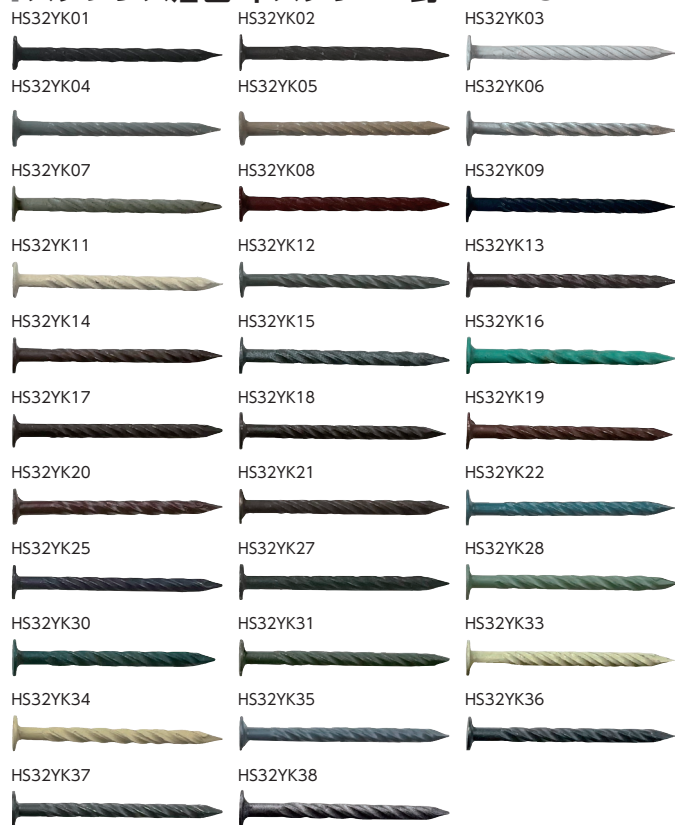 HS32YK01 HS32YK02 HS32YK03
HS32YK04 HS32YK05 HS32YK06
HS32YK07 HS32YK08 HS32YK09
HS32YK11 HS32YK12 HS32YK13
HS32YK14 HS32YK15 HS32YK16
HS32YK17 HS32YK18 HS32YK19
HS32YK20 HS32YK21 HS32YK22
HS32YK25 HS32YK27 HS32YK28
HS32YK30 HS32YK31 HS32YK33
HS32YK34 HS32YK35 HS32YK36
HS32YK37 HS32YK38